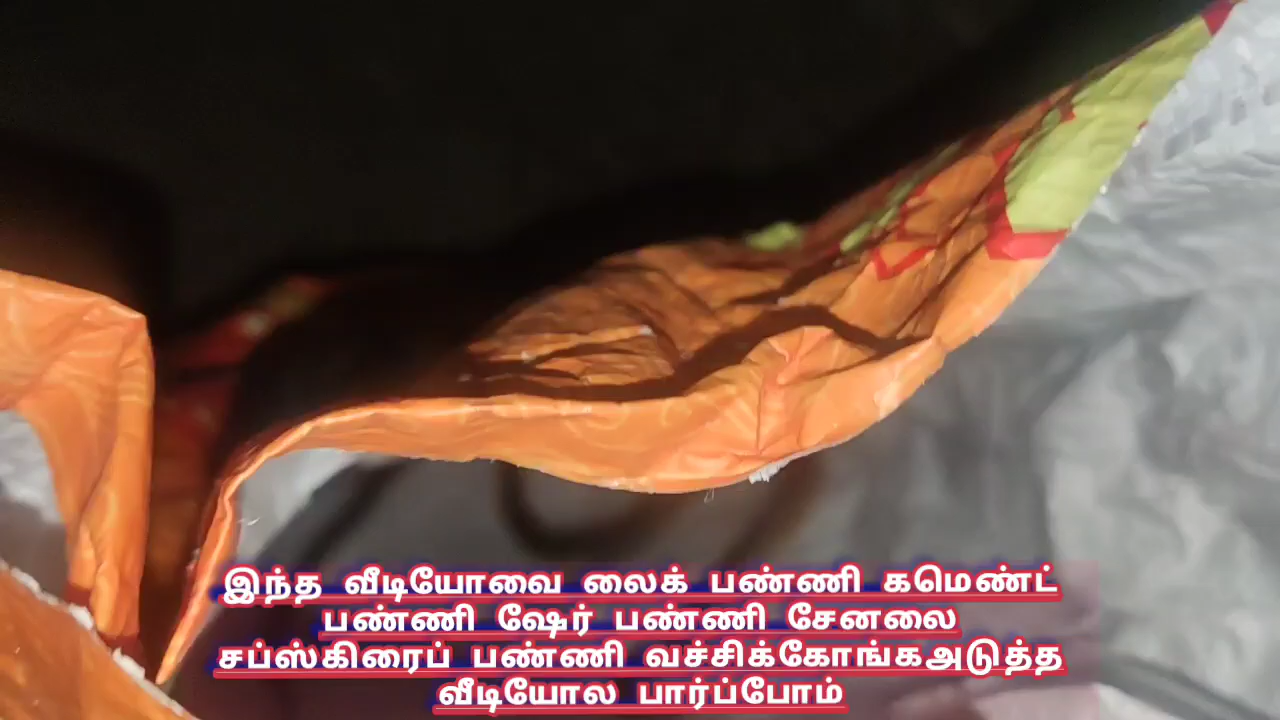 இந்த வீடியோவை லைக் பண்ணி கமெண்ட்
பண்ணி ஷேர் பண்ணி சேனலை
சப்ஸ்கிரைப் பண்ணி வச்சிக்கோங்கஅடுத்த
வீடியோல பார்ப்போம்